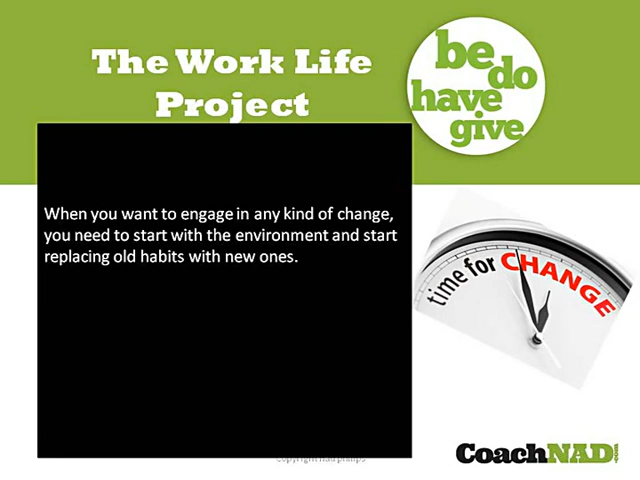 The Work Life
Project
be
do
have
give
When you want to engage in any kind of change,
you need to start with the environment and start
replacing old habits with new ones.
time for CHANGE
CoachNAD.com